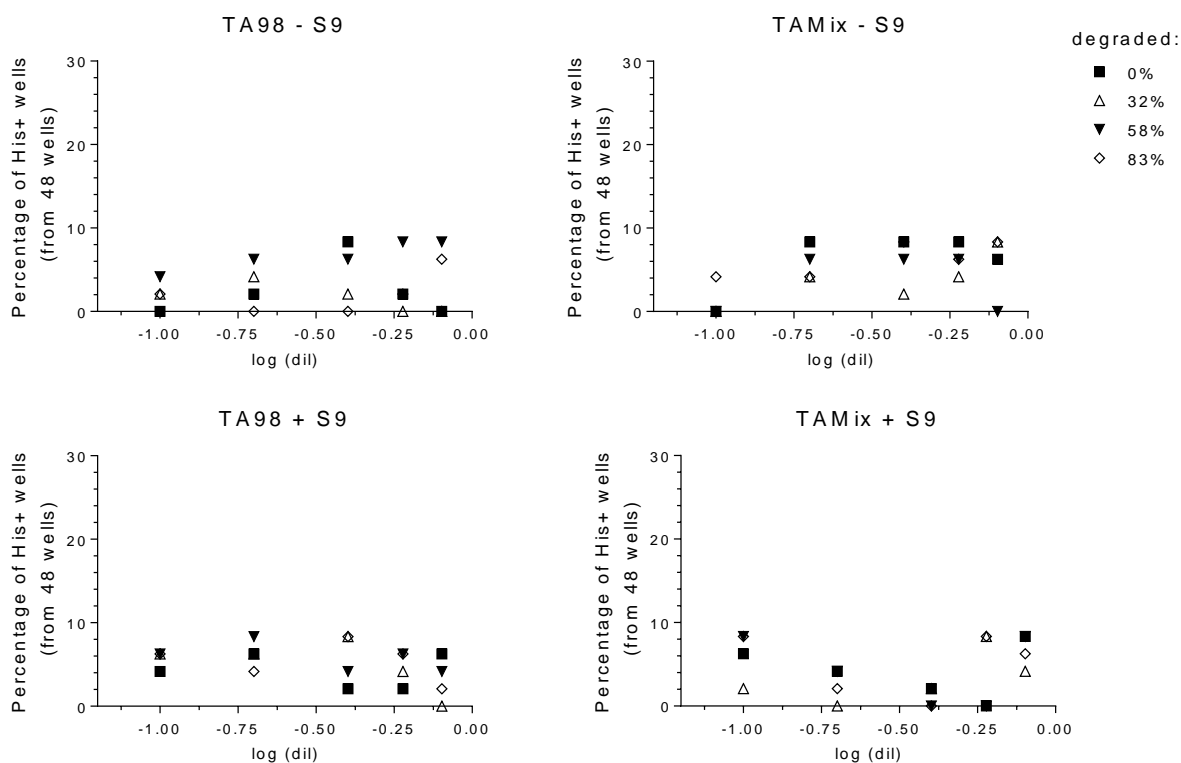 TA98 - S9
Percentage of His+ wells
(from 48 wells)
30
20
10
0
-1.00 -0.75 -0.50 -0.25 0.00
log (dil)
TAMix - S9
Percentage of His+ wells
(from 48 wells)
30
20
10
0
-1.00 -0.75 -0.50 -0.25 0.00
log (dil)
degraded:
0%
32%
58%
83%
TA98 + S9
Percentage of His+ wells
(from 48 wells)
30
20
10
0
-1.00 -0.75 -0.50 -0.25 0.00
log (dil)
TAMix + S9
Percentage of His+ wells
(from 48 wells)
30
20
10
0
-1.00 -0.75 -0.50 -0.25 0.00
log (dil)